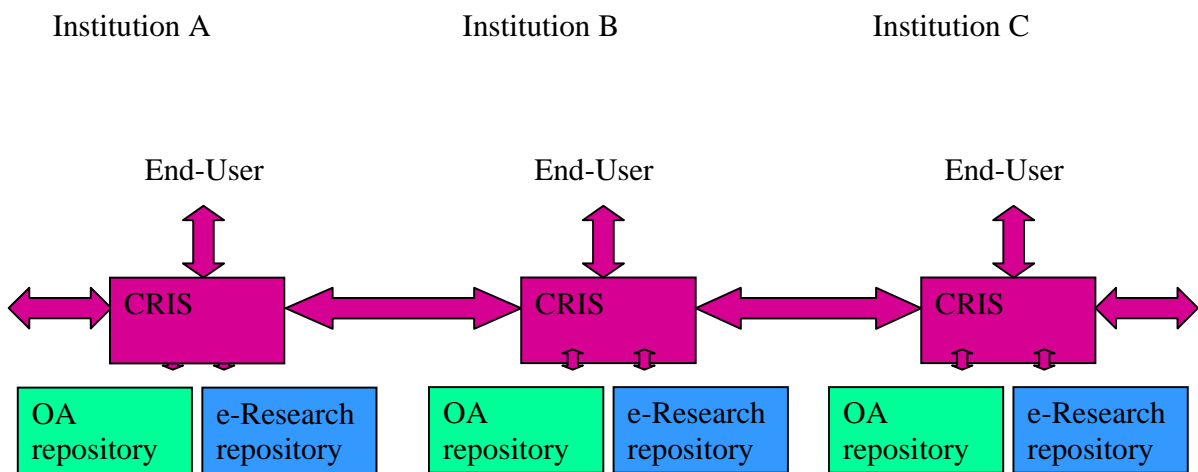 Institution A
Institution B
Institution C
End-User
End-User
End-User
CRIS
CRIS
CRIS
OA
repository
e-Research
repository
OA
repository
e-Research
repository
OA
repository
e-Research
repository